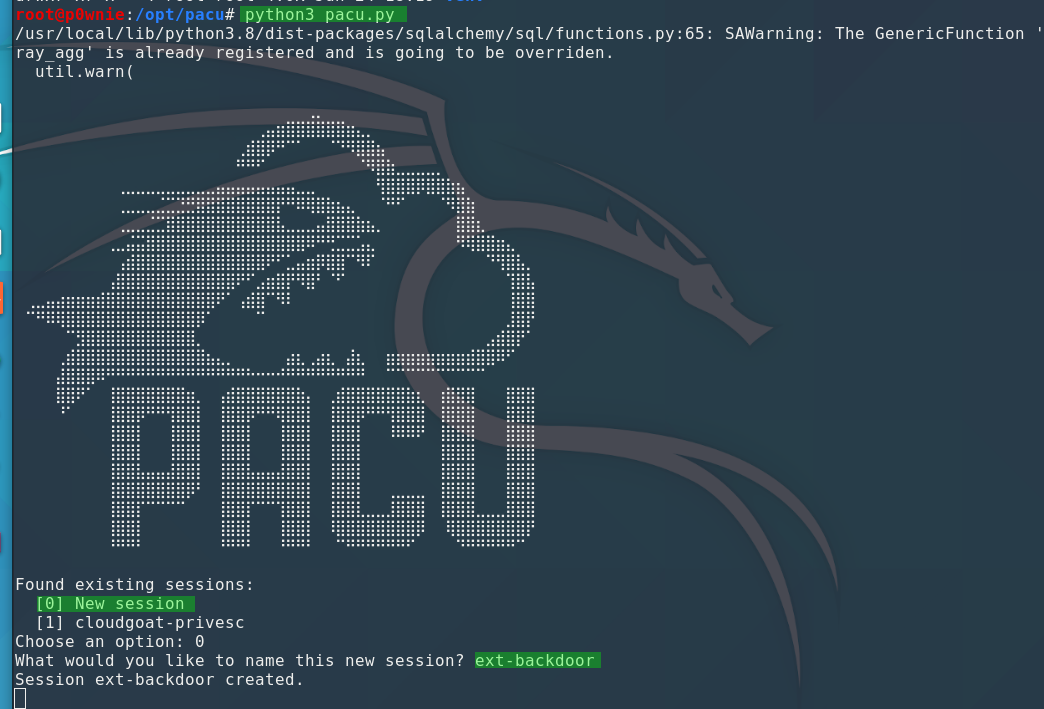 root@p0wnie:/opt/pacu# python3 pacu.py
/usr/local/lib/python3.8/dist-packages/sqlalchemy/sql/functions.py:65: SAWarning: The GenericFunction '
ray_agg' is already registered and is going to be overriden.
util.warn(
PACU
Found existing sessions:
[0] New session
[1] cloudgoat-privesc
Choose an option: 0
What would you like to name this new session? ext-backdoor
Session ext-backdoor created.